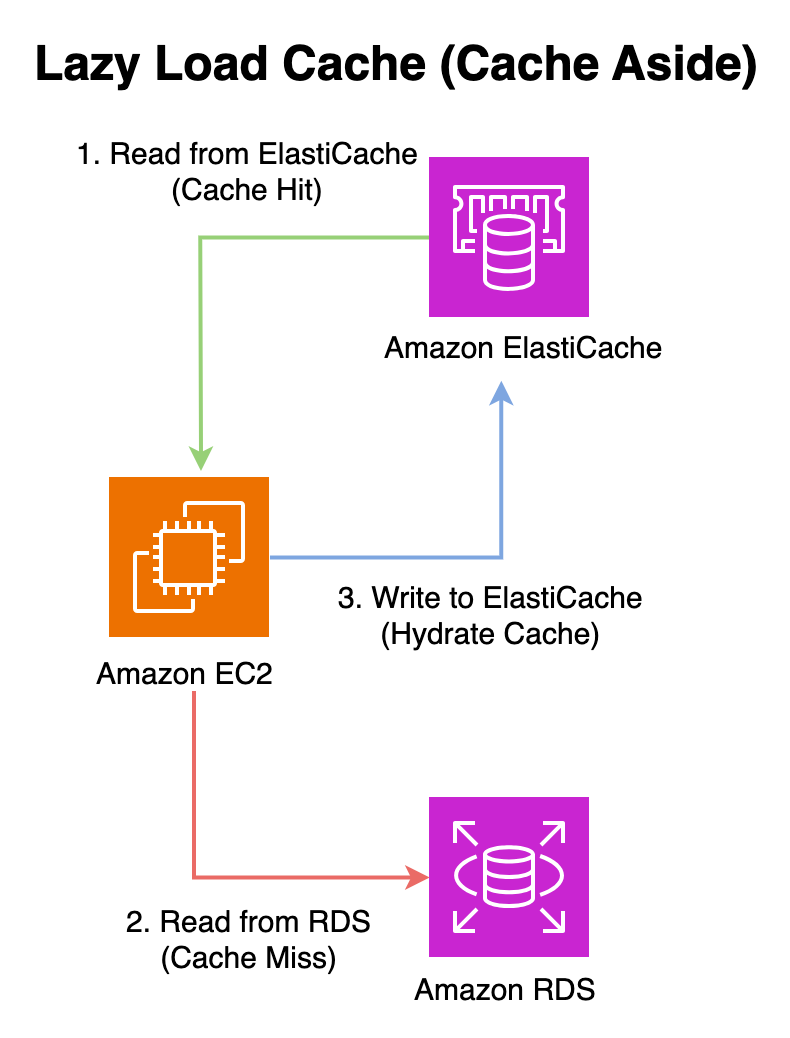 Lazy Load Cache (Cache Aside)
1. Read from ElastiCache
(Cache Hit)
Amazon ElastiCache
3. Write to ElastiCache
(Hydrate Cache)
Amazon EC2
2. Read from RDS
(Cache Miss)
Amazon RDS